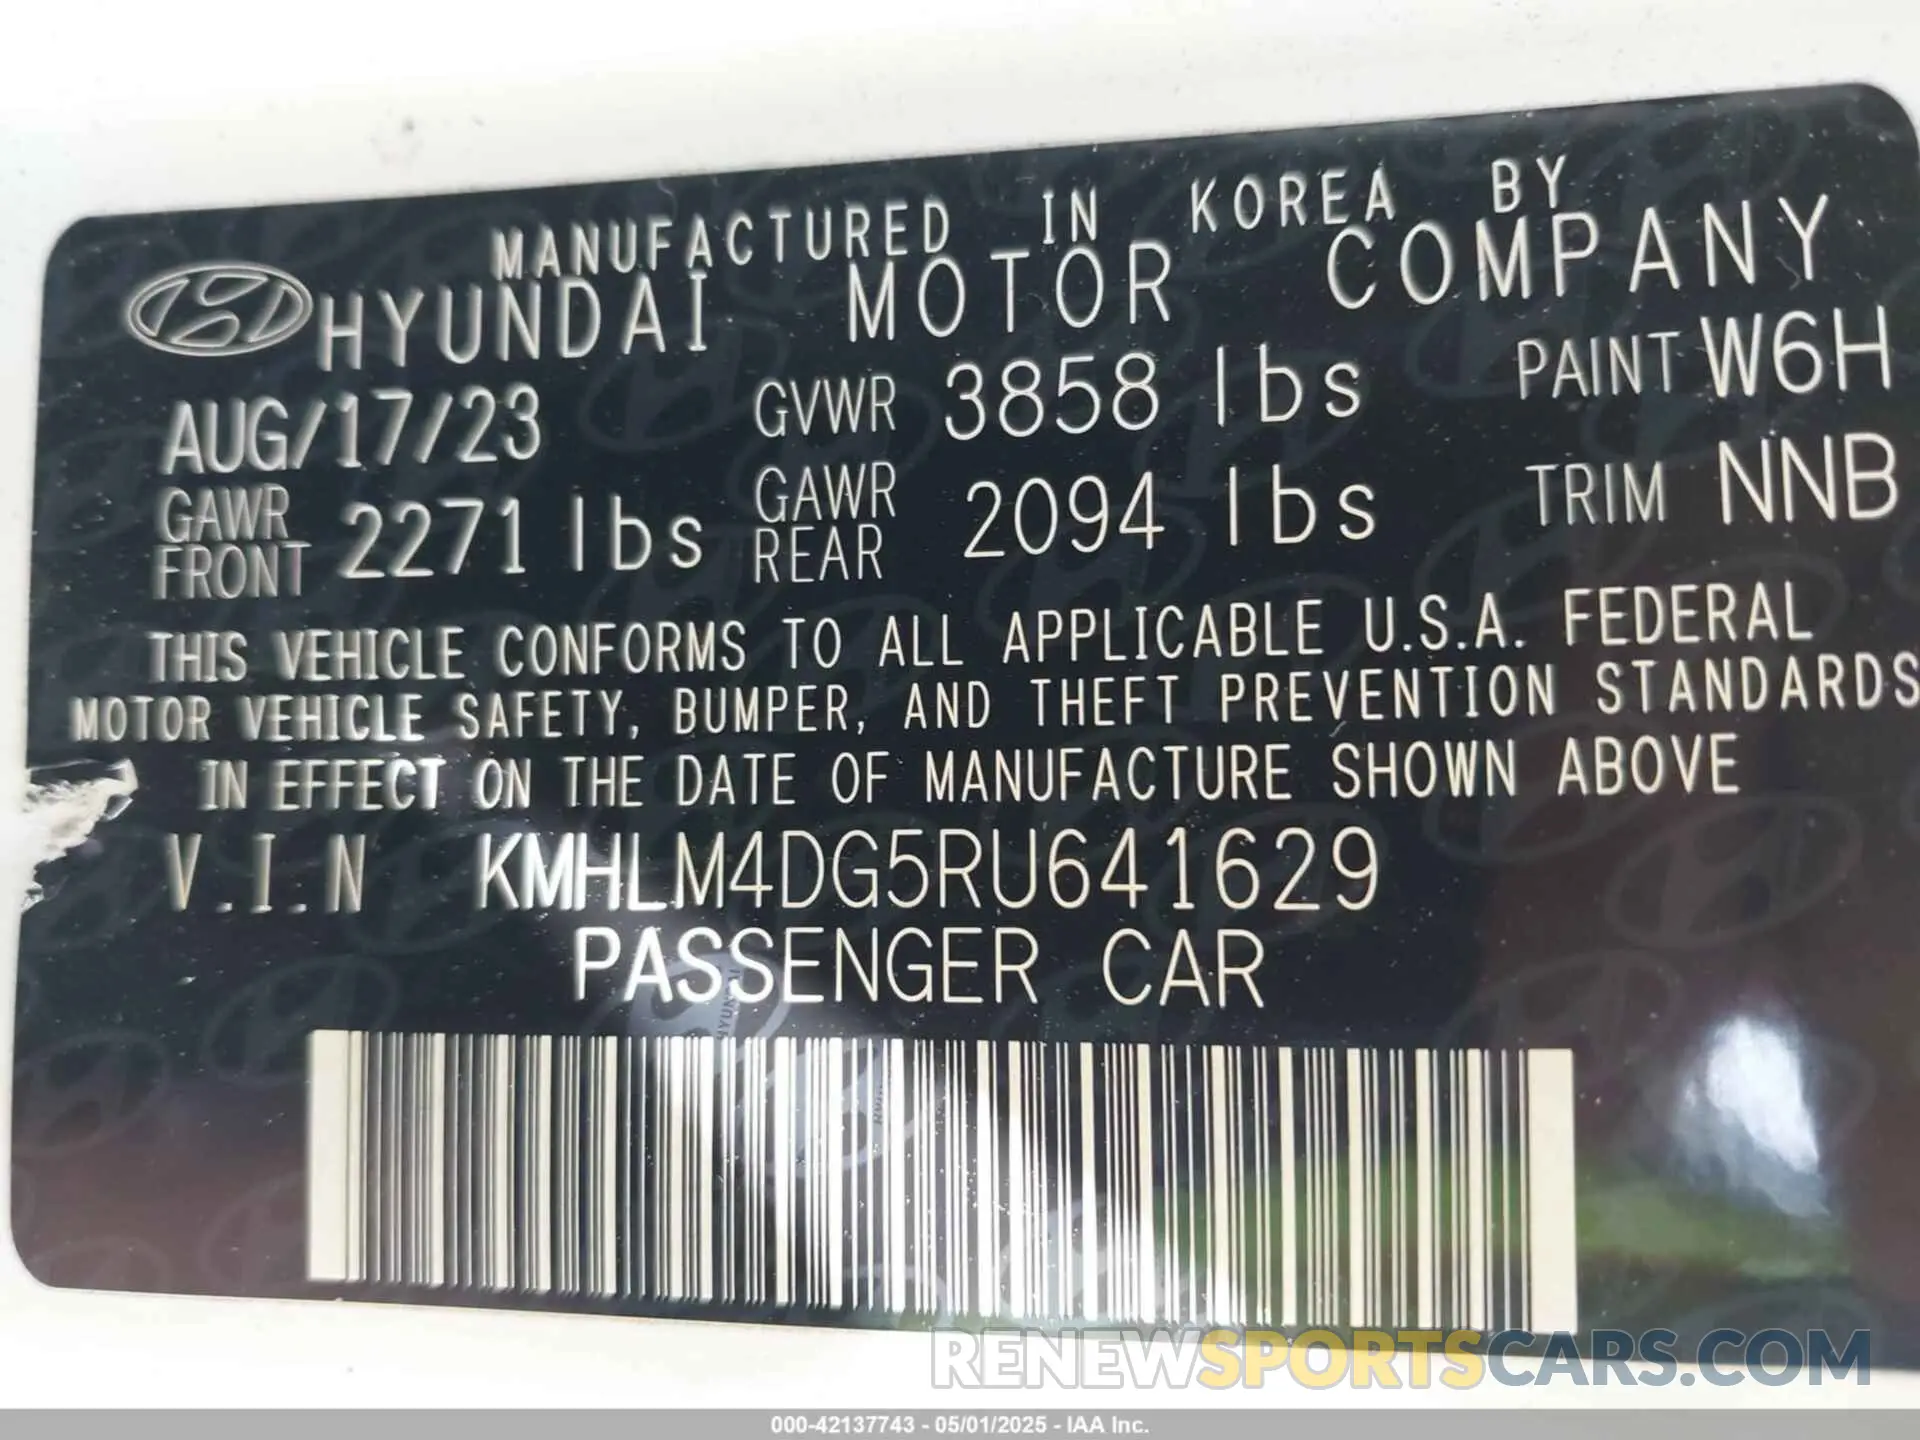 MANUFACTURED IN KOREA BY
HYUNDAI MOTOR COMPANY
AUG/17/23 GVWR 3858 lbs PAINT W6H
GAWR FRONT 2271 lbs GAWR REAR 2094 lbs TRIM NNB
THIS VEHICLE CONFORMS TO ALL APPLICABLE U.S.A. FEDERAL
MOTOR VEHICLE SAFETY, BUMPER, AND THEFT PREVENTION STANDARDS
IN EFFECT ON THE DATE OF MANUFACTURE SHOWN ABOVE
V.I.N KMHLM4DG5RU641629
PASSENGER CAR
RENEWSPORTSCARS.COM
000-42137743 - 05/01/2025 - IAA Inc.